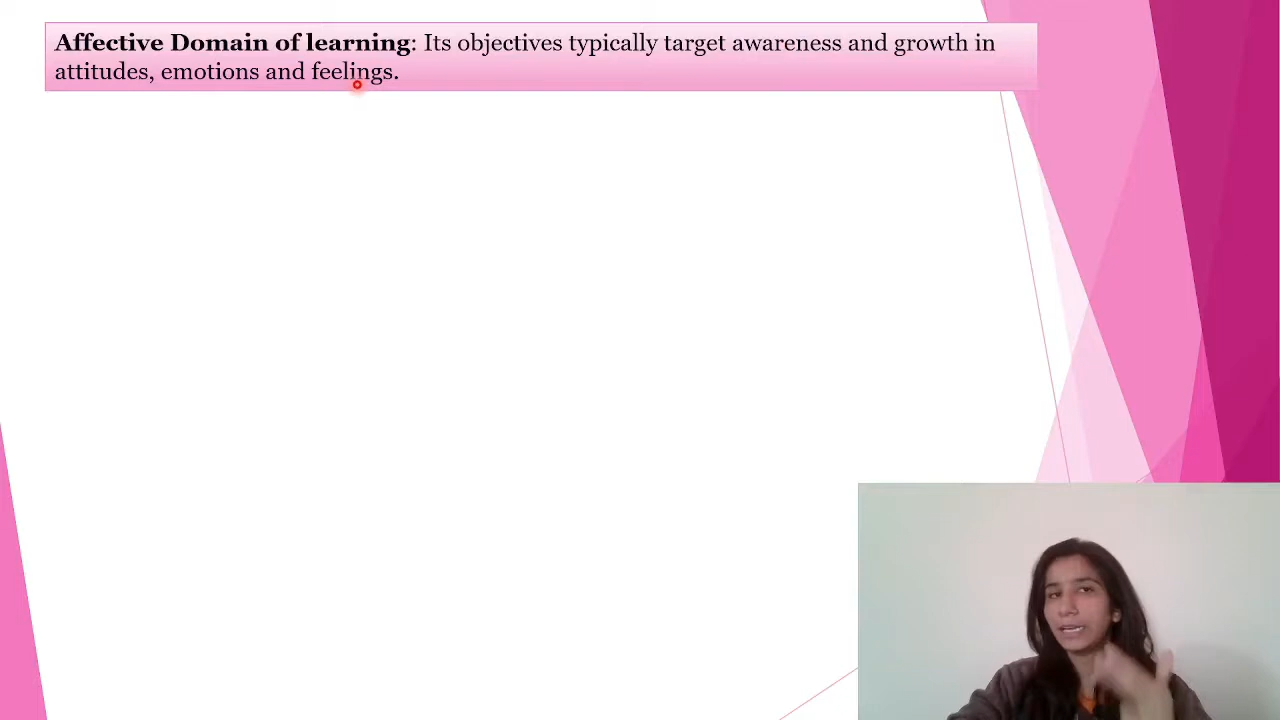 Affective Domain of learning: Its objectives typically target awareness and growth in
attitudes, emotions and feelings.